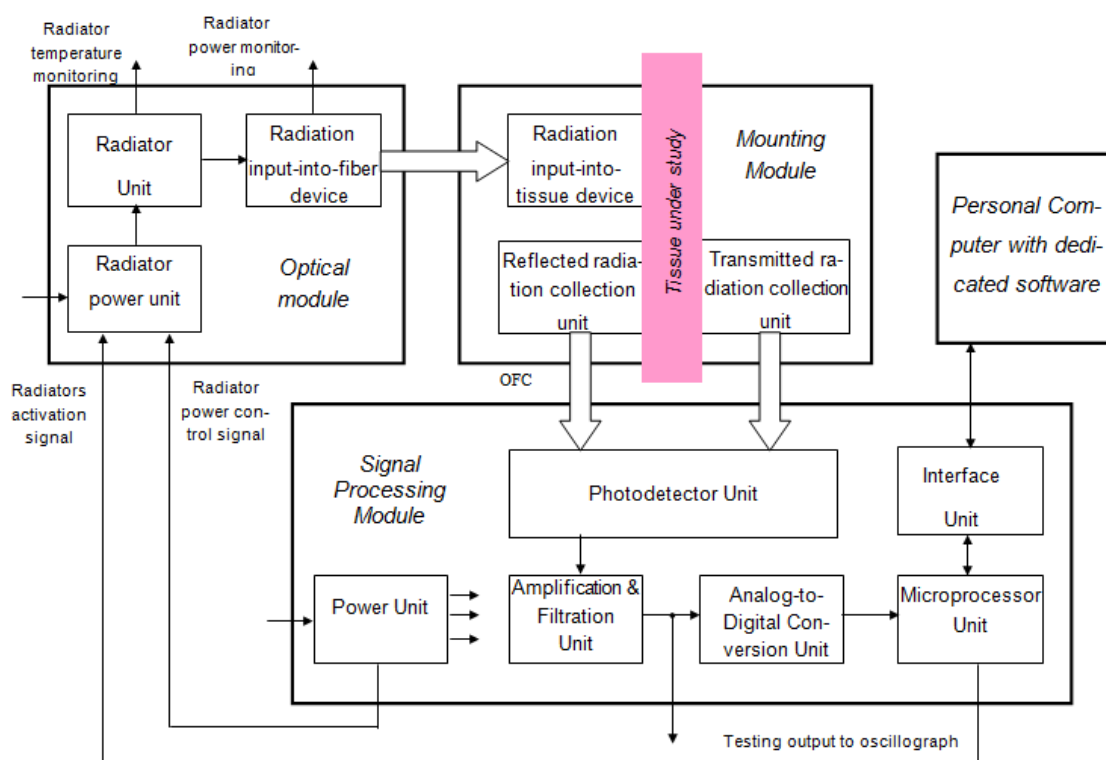 Radiator
temperature
monitoring
Radiator
power monitor-
ing
Radiator
Unit
Radiation
input-into-fiber
device
Radiator
power unit
Optical
module
Radiation
input-into-
tissue device
Tissue under study
Mounting
Module
Reflected radia-
tion collection
unit
Transmitted ra-
diation collection
unit
Personal Com-
puter with dedi-
cated software
Radiators
activation
signal
Radiator
power con-
trol signal
OFC
Signal
Processing
Module
Photodetector Unit
Interface
Unit
Power Unit
Amplification &
Filtration
Unit
Analog-to-
Digital Con-
version Unit
Microprocessor
Unit
Testing output to oscillograph